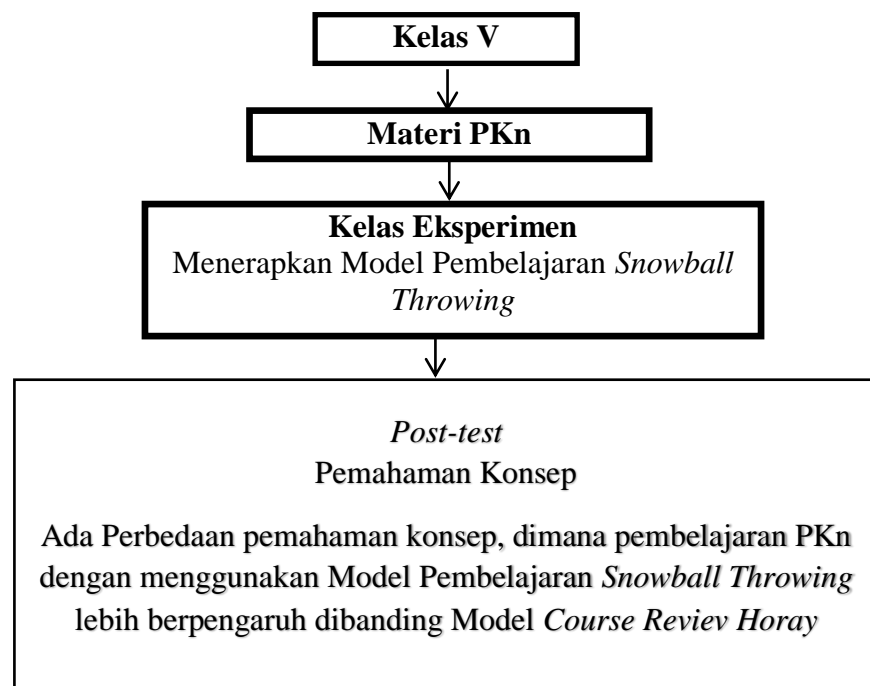 Kelas V
Materi PKn
Kelas Eksperimen
Menerapkan Model Pembelajaran Snowball
Throwing
Post-test
Pemahaman Konsep
Ada Perbedaan pemahaman konsep, dimana pembelajaran PKn
dengan menggunakan Model Pembelajaran Snowball Throwing
lebih berpengaruh dibanding Model Course Reviev Horay